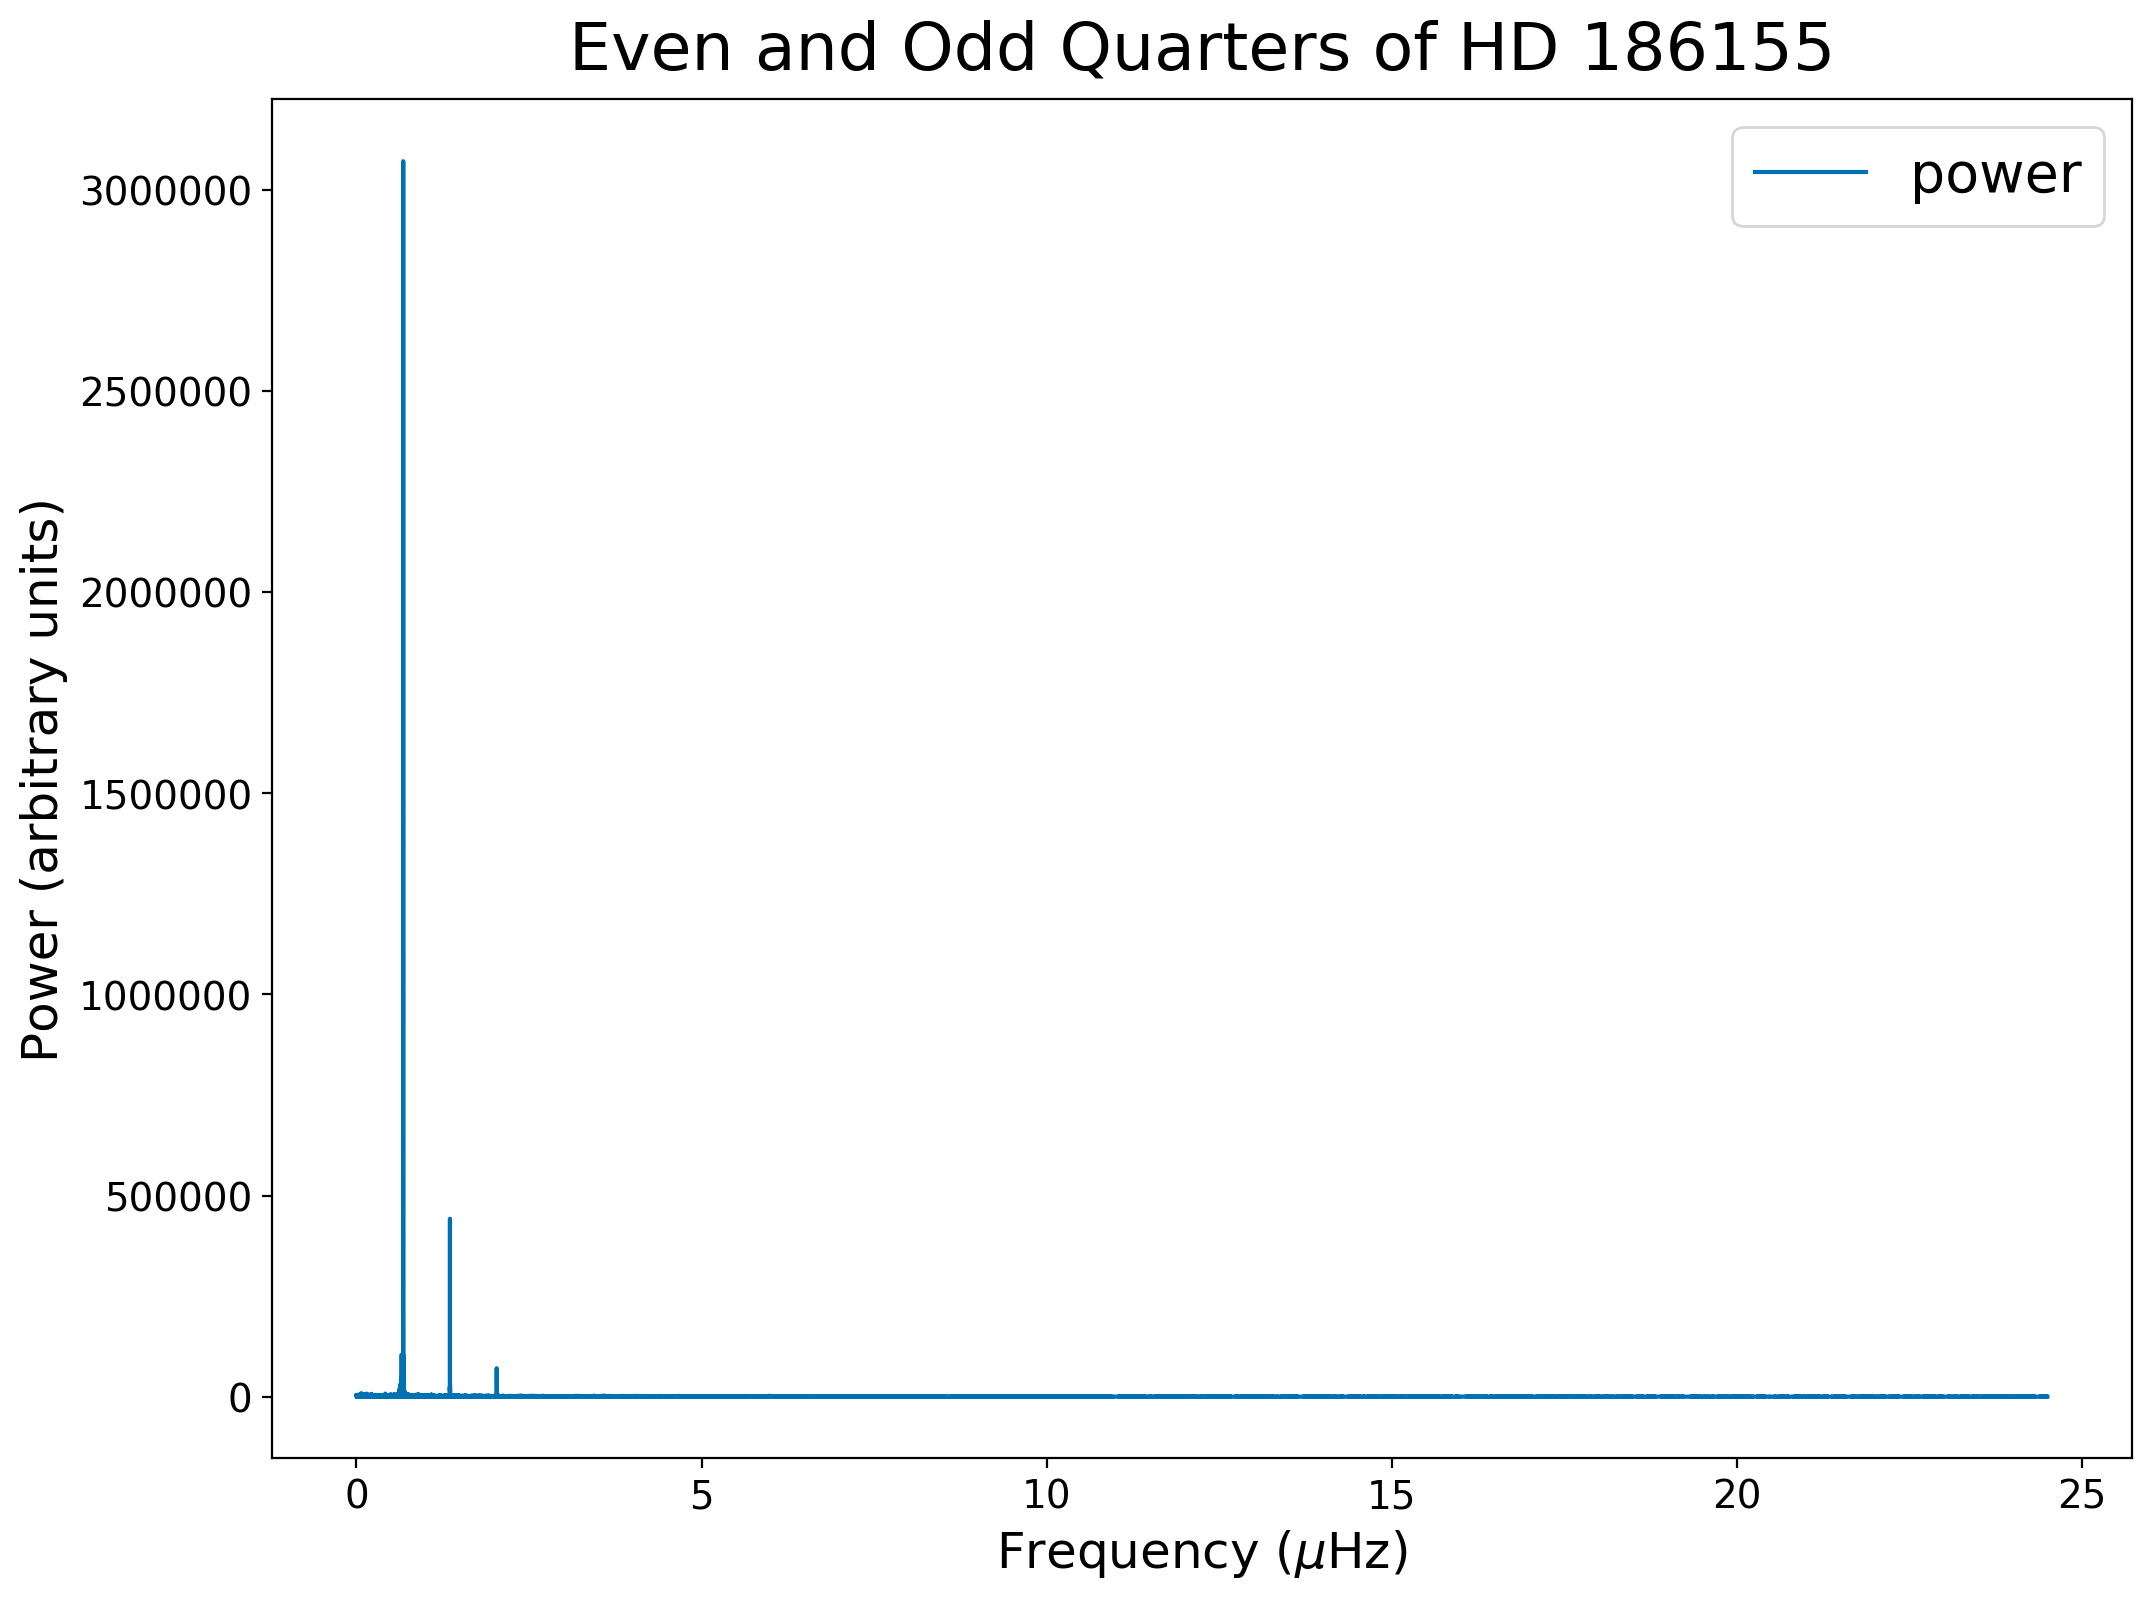 Even and Odd Quarters of HD 186155
power
3000000
2500000
2000000
1500000
1000000
500000
0
Power (arbitrary units)
0 5 10 15 20 25
Frequency (μHz)